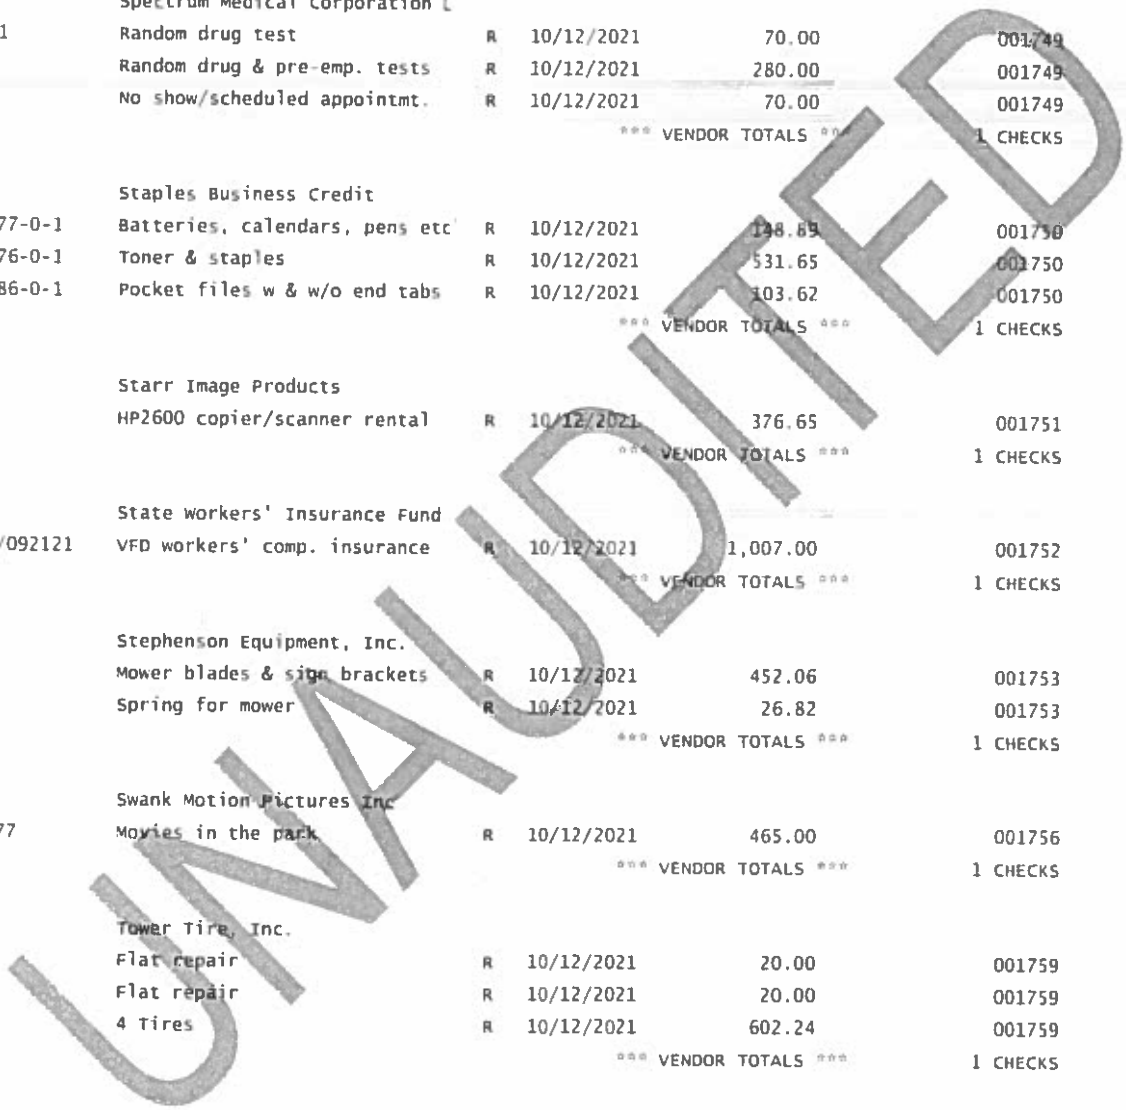 Spectrum Medical Corporation
1 Random drug test R 10/12/2021 70.00 001749
Random drug & pre-emp. tests R 10/12/2021 280.00 001749
No show/scheduled appointmt. R 10/12/2021 70.00 001749
*** VENDOR TOTALS *** 1 CHECKS
Staples Business Credit
77-0-1 Batteries, calendars, pens etc R 10/12/2021 148.89 001750
76-0-1 Toner & staples R 10/12/2021 531.65 001750
86-0-1 Pocket files w & w/o end tabs R 10/12/2021 103.62 001750
*** VENDOR TOTALS *** 1 CHECKS
Starr Image Products
HP2600 copier/scanner rental R 10/12/2021 376.65 001751
*** VENDOR TOTALS *** 1 CHECKS
State workers' Insurance Fund
/092121 VFD workers' comp. insurance R 10/12/2021 1,007.00 001752
*** VENDOR TOTALS *** 1 CHECKS
Stephenson Equipment, Inc.
Mower blades & sign brackets R 10/12/2021 452.06 001753
Spring for mower R 10/12/2021 26.82 001753
*** VENDOR TOTALS *** 1 CHECKS
Swank Motion Pictures Inc
77 Movies in the park R 10/12/2021 465.00 001756
*** VENDOR TOTALS *** 1 CHECKS
Tower Tire, Inc.
Flat repair R 10/12/2021 20.00 001759
Flat repair R 10/12/2021 20.00 001759
4 Tires R 10/12/2021 602.24 001759
*** VENDOR TOTALS *** 1 CHECKS
UNAUDITED